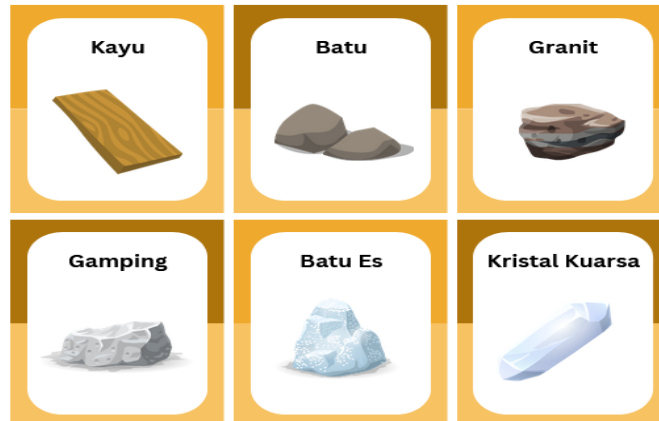 Kayu
Batu
Granit
Gamping
Batu Es
Kristal Kuarsa